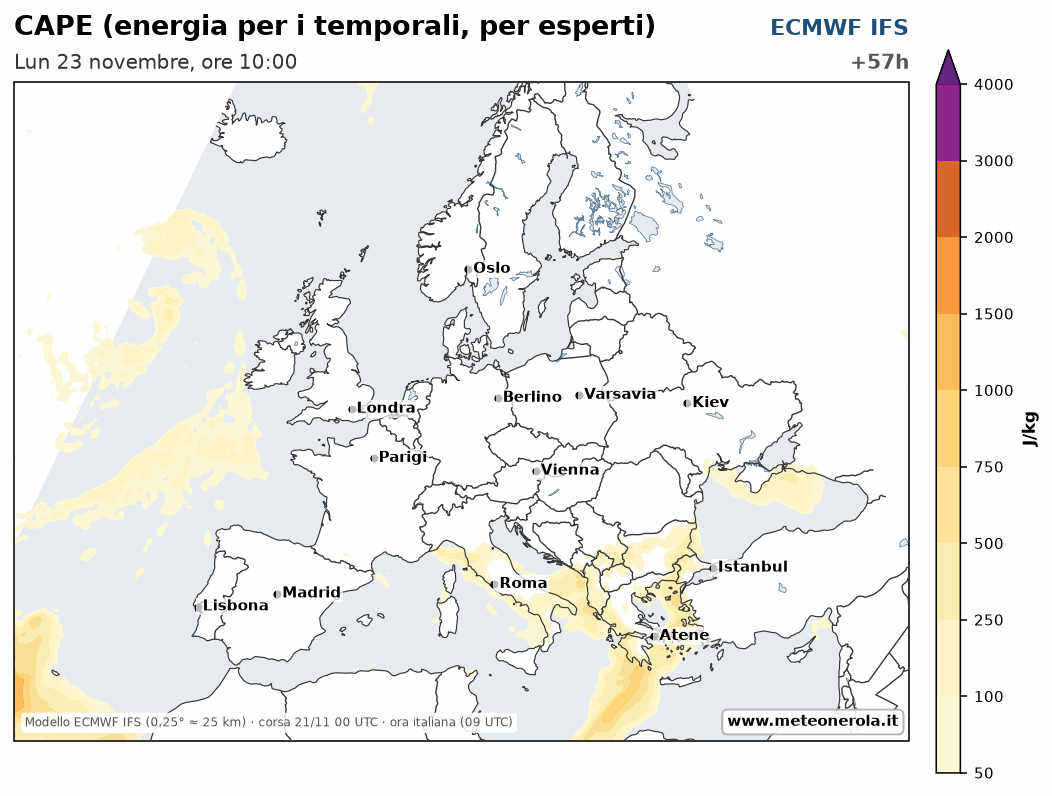 CAPE (energia per i temporali, per esperti)
ECMWF IFS
Lun 23 novembre, ore 10:00
+57h
4000
3000
2000
1500
1000
750
500
250
100
50
J/kg
Oslo
Londra
Berlino
Varsavia
Kiev
Parigi
Vienna
Istanbul
Roma
Madrid
Lisbona
Atene
Modello ECMWF IFS (0,25° ≈ 25 km) · corsa 21/11 00 UTC · ora italiana (09 UTC)
www.meteonerola.it